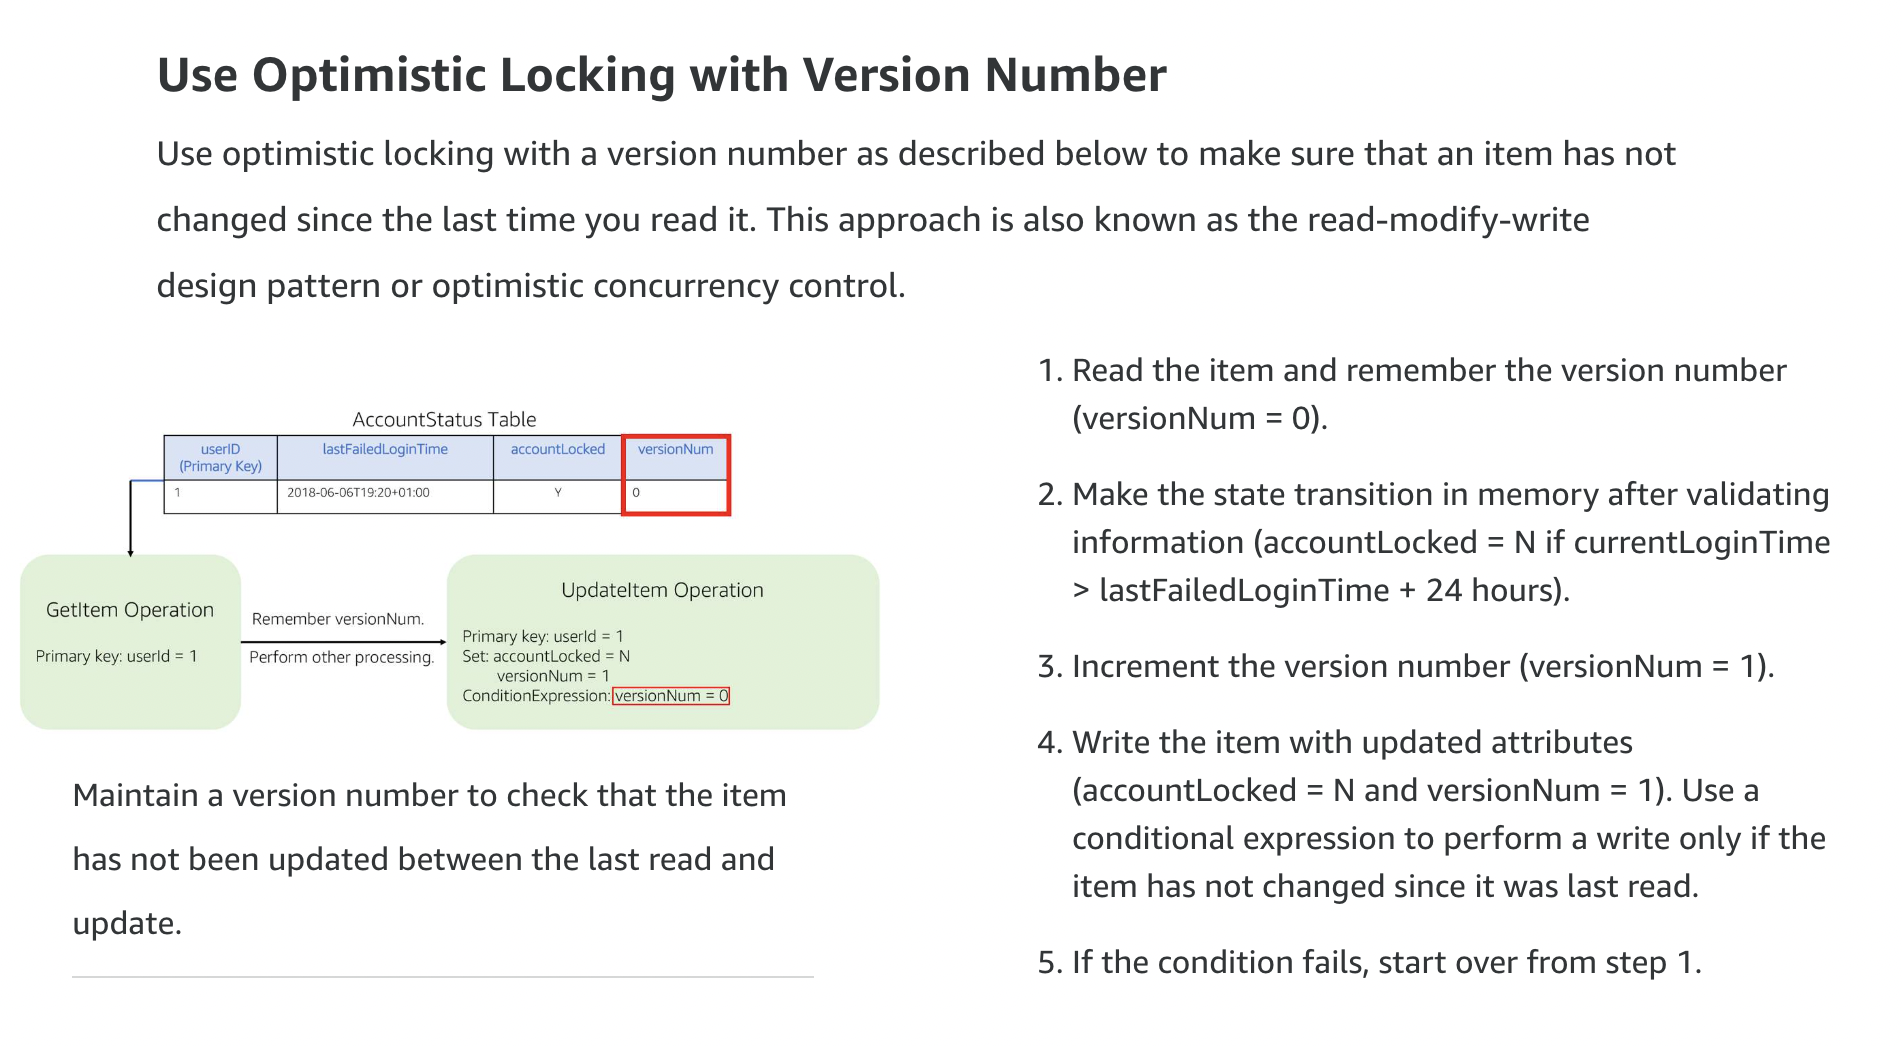 Use Optimistic Locking with Version Number
Use optimistic locking with a version number as described below to make sure that an item has not
changed since the last time you read it. This approach is also known as the read-modify-write
design pattern or optimistic concurrency control.
AccountStatus Table
userID
(Primary Key)
lastFailedLoginTime
accountLocked
versionNum
1
2018-06-06T19:20+01:00
Y
0
GetItem Operation
Primary key: userId = 1
Remember versionNum.
Perform other processing.
UpdateItem Operation
Primary key: userId = 1
Set: accountLocked = N
versionNum = 1
ConditionExpression: versionNum = 0
Maintain a version number to check that the item
has not been updated between the last read and
update.
1. Read the item and remember the version number
(versionNum = 0).
2. Make the state transition in memory after validating
information (accountLocked = N if currentLoginTime
> lastFailedLoginTime + 24 hours).
3. Increment the version number (versionNum = 1).
4. Write the item with updated attributes
(accountLocked = N and versionNum = 1). Use a
conditional expression to perform a write only if the
item has not changed since it was last read.
5. If the condition fails, start over from step 1.